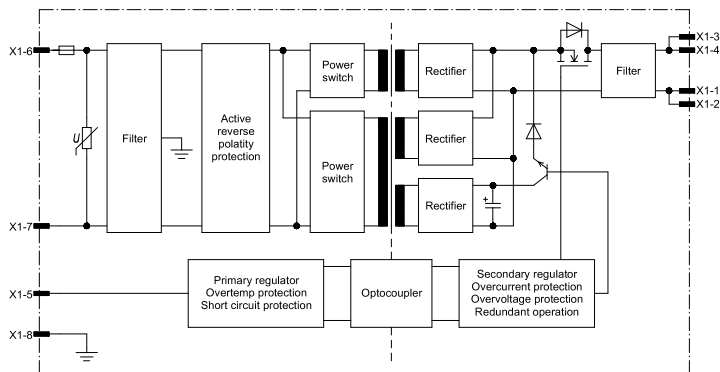 X1-6
X1-7
X1-5
X1-8
U
Filter
Active
reverse
polatity
protection
Power
switch
Power
switch
Rectifier
Rectifier
Rectifier
+
Filter
X1-3
X1-4
X1-1
X1-2
Primary regulator
Overtemp protection
Short circuit protection
Optocoupler
Secondary regulator
Overcurrent protection
Overvoltage protection
Redundant operation